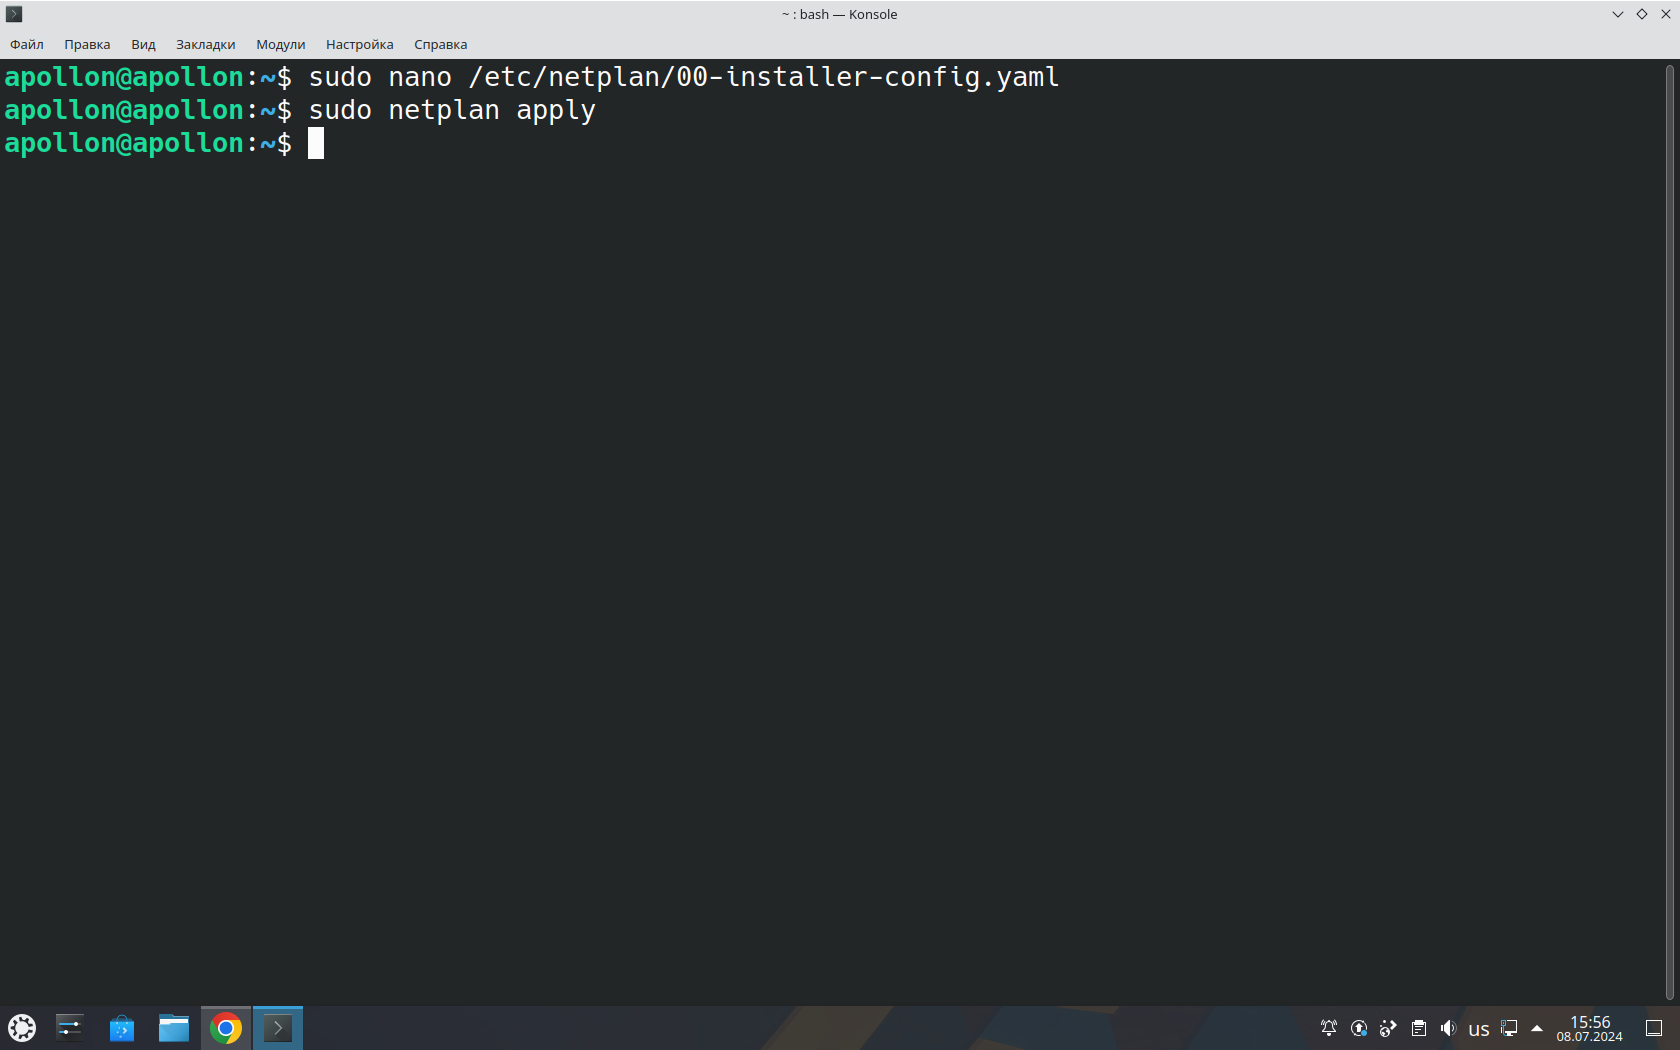 ~ : bash — Konsole
Файл Правка Вид Закладки Модули Настройка Справка
apollon@apollon:~$ sudo nano /etc/netplan/00-installer-config.yaml
apollon@apollon:~$ sudo netplan apply
apollon@apollon:~$
us
15:56
08.07.2024